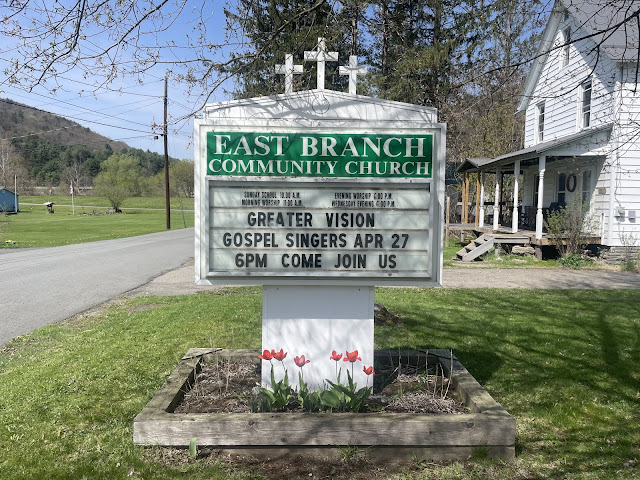 EAST BRANCH
COMMUNITY CHURCH
SUNDAY SCHOOL 10:00 A.M. EVENING WORSHIP 6:00 P.M.
MORNING WORSHIP 11:00 A.M. WEDNESDAY EVENING 6:00 P.M.
GREATER VISION
GOSPEL SINGERS APR 27
6PM COME JOIN US